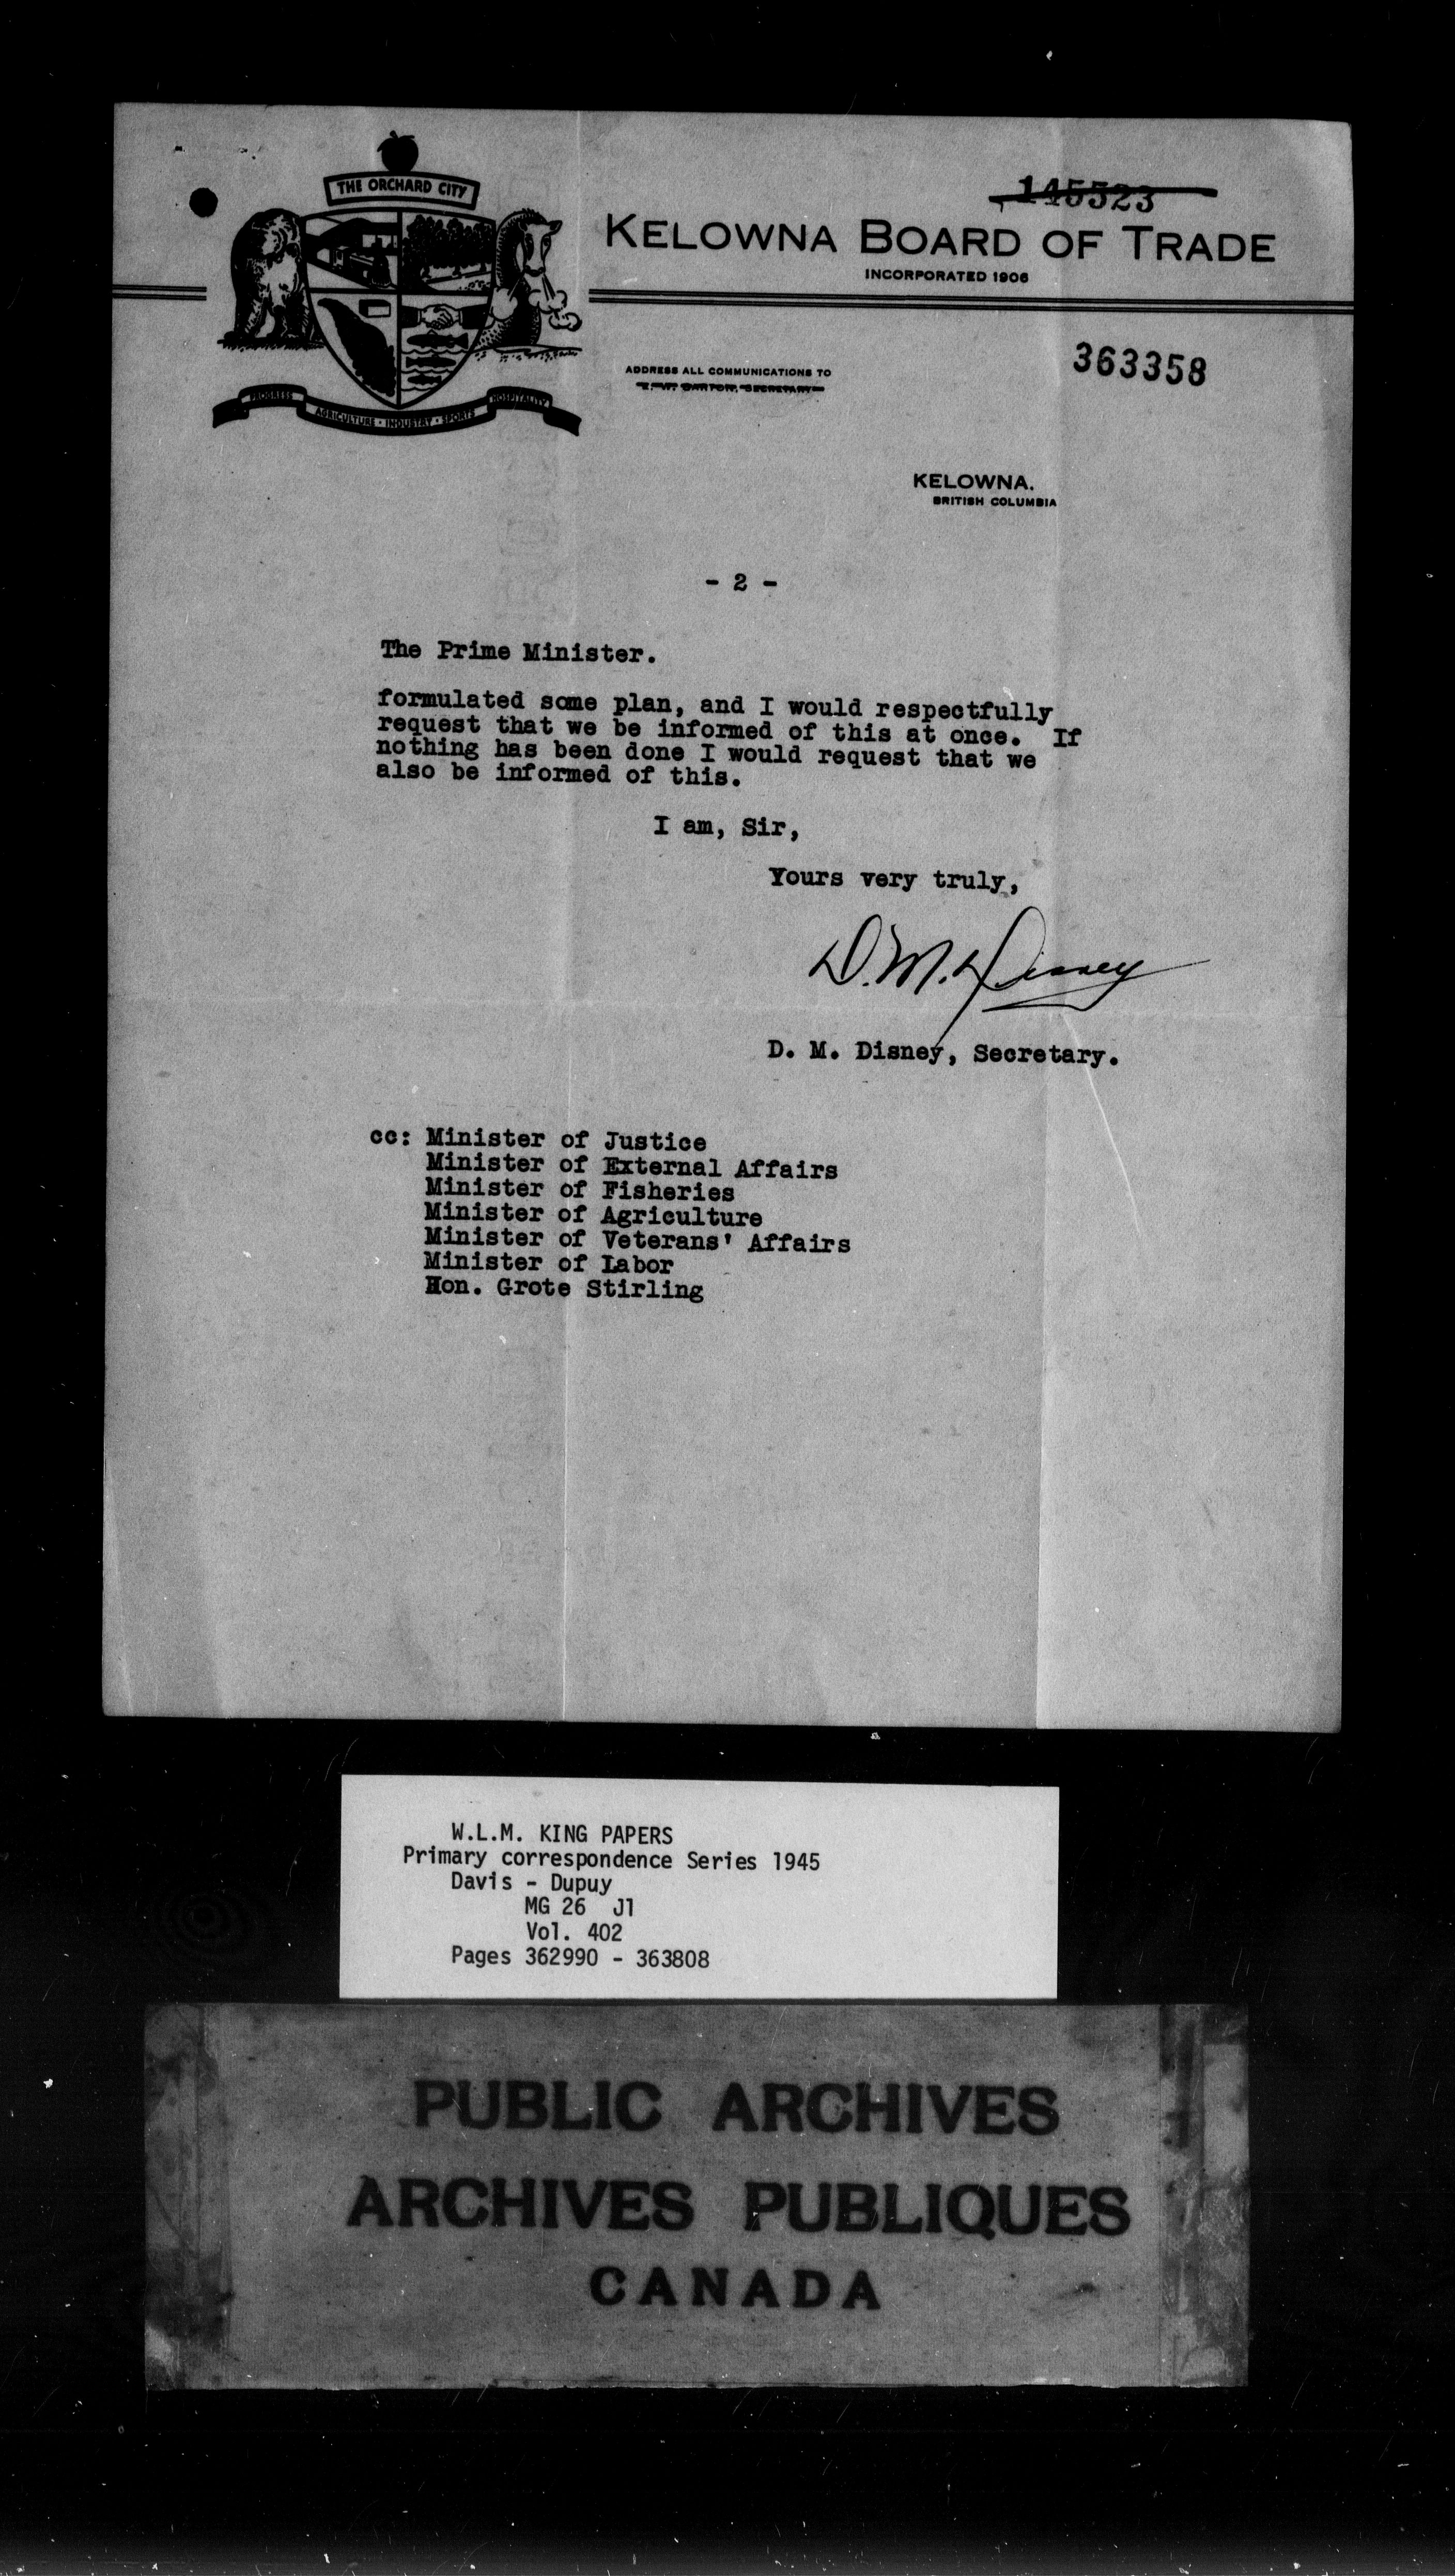 THE ORCHARD CITY
145523
KELOWNA BOARD OF TRADE
INCORPORATED 1906
363358
ADDRESS ALL COMMUNICATIONS TO
PROGRESS
AGRICULTURE · INDUSTRY · SPORTS
HOSPITALITY
KELOWNA.
BRITISH COLUMBIA
- 2 -
The Prime Minister.
formulated some plan, and I would respectfully
request that we be informed of this at once. If
nothing has been done I would request that we
also be informed of this.
I am, Sir,
Yours very truly,
D. M. Disney
D. M. Disney, Secretary.
cc: Minister of Justice
Minister of External Affairs
Minister of Fisheries
Minister of Agriculture
Minister of Veterans' Affairs
Minister of Labor
Hon. Grote Stirling
W.L.M. KING PAPERS
Primary correspondence Series 1945
Davis - Dupuy
MG 26 J1
Vol. 402
Pages 362990 - 363808
PUBLIC ARCHIVES
ARCHIVES PUBLIQUES
CANADA